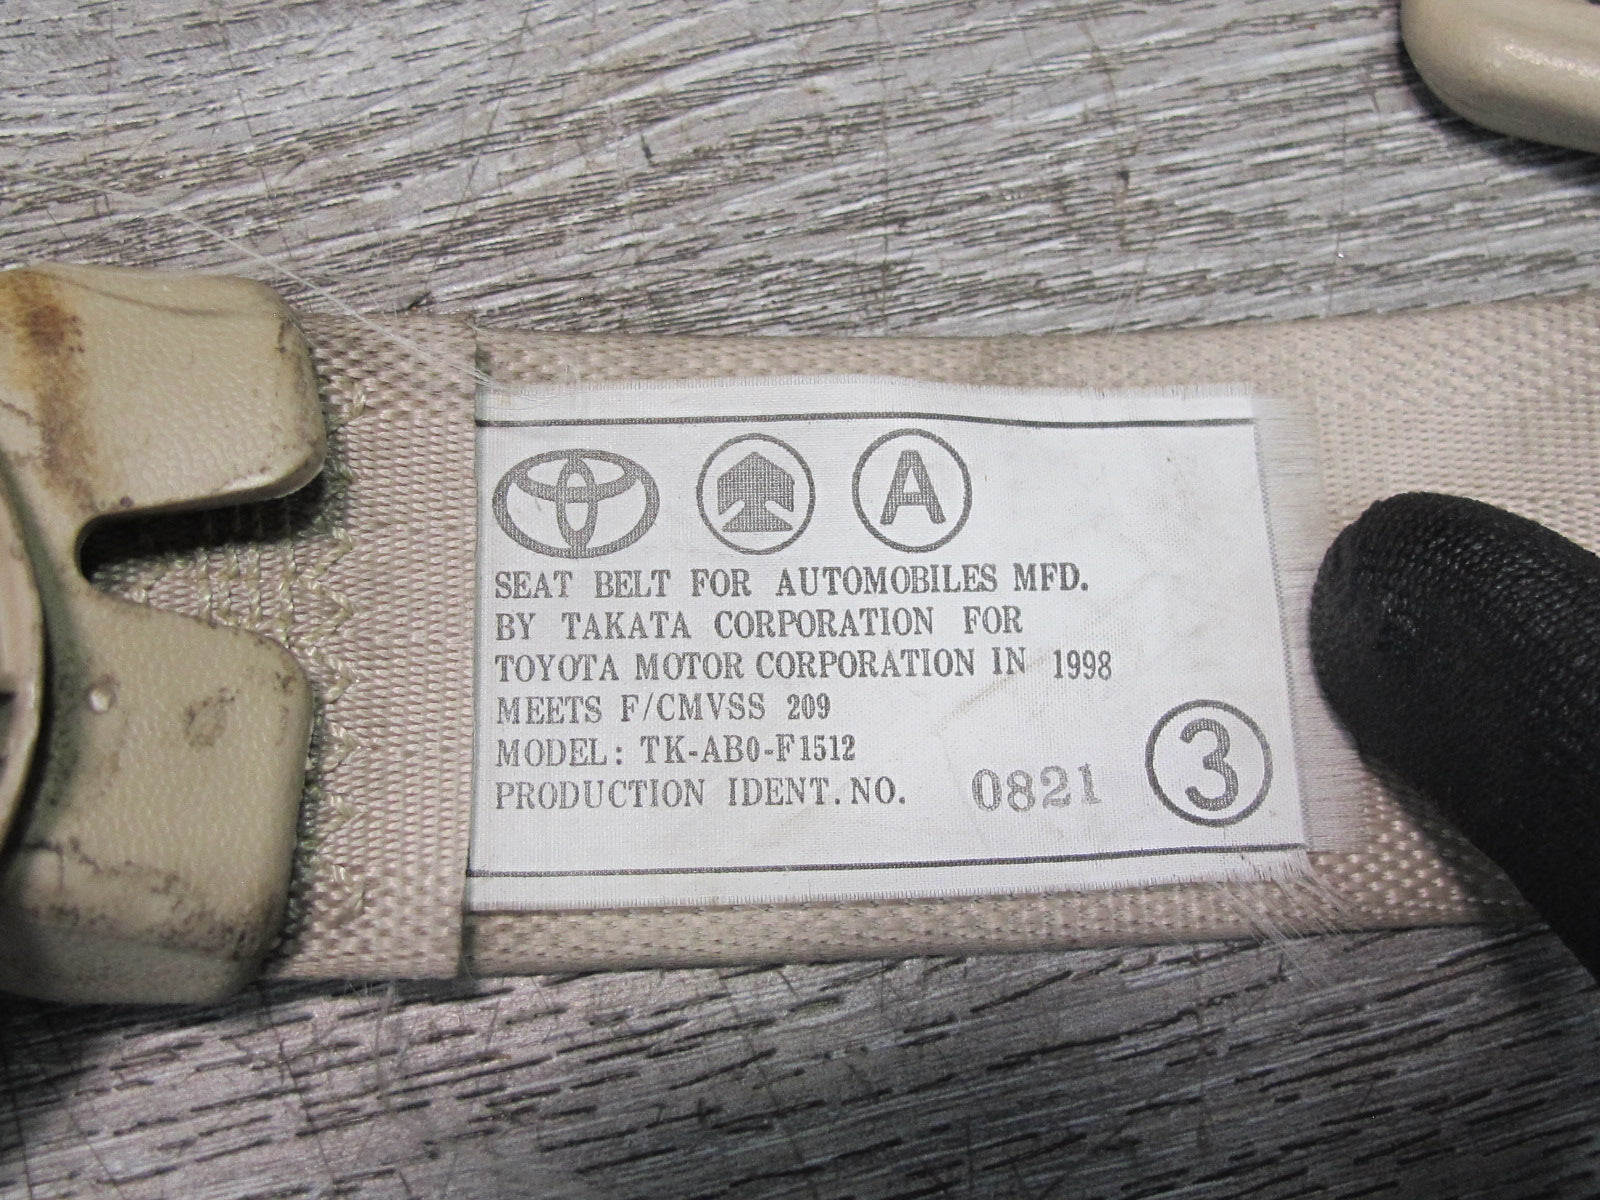 A
SEAT BELT FOR AUTOMOBILES MFD.
BY TAKATA CORPORATION FOR
TOYOTA MOTOR CORPORATION IN 1998
MEETS F/CMVSS 209
MODEL: TK-AB0-F1512
PRODUCTION IDENT. NO. 0821 3